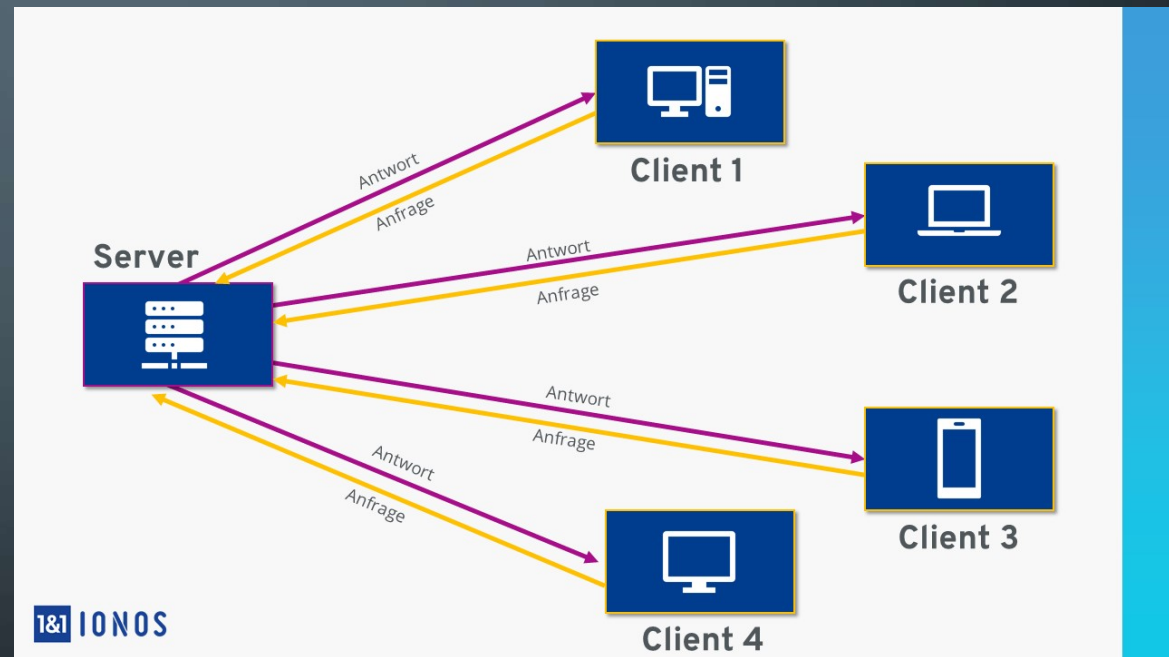 Client 1
Antwort
Anfrage
Server
Antwort
Anfrage
Client 2
Antwort
Anfrage
Antwort
Anfrage
Client 3
Client 4
1&1 IONOS